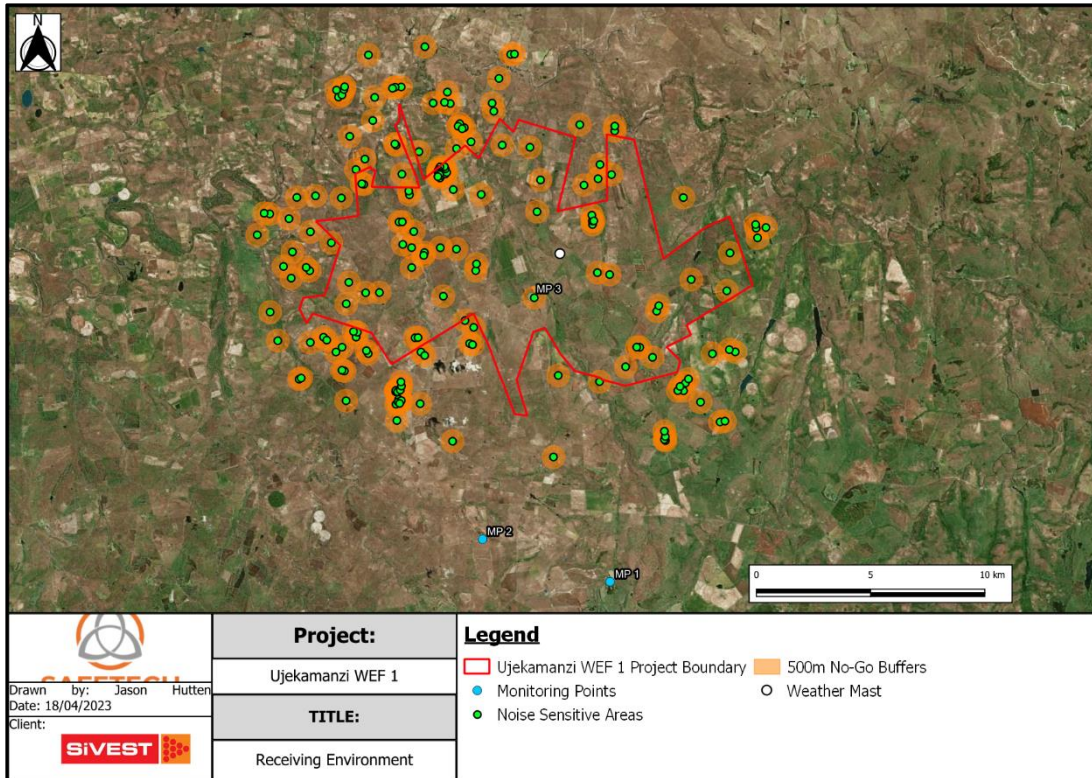 N
MP 3
MP 2
MP 1
0 5 10 km
SAFETECH
Drawn by: Jason Hutten
Date: 18/04/2023
Client:
SiVEST
Project:
Ujekamanzi WEF 1
TITLE:
Receiving Environment
Legend
Ujekamanzi WEF 1 Project Boundary
Monitoring Points
Noise Sensitive Areas
500m No-Go Buffers
Weather Mast